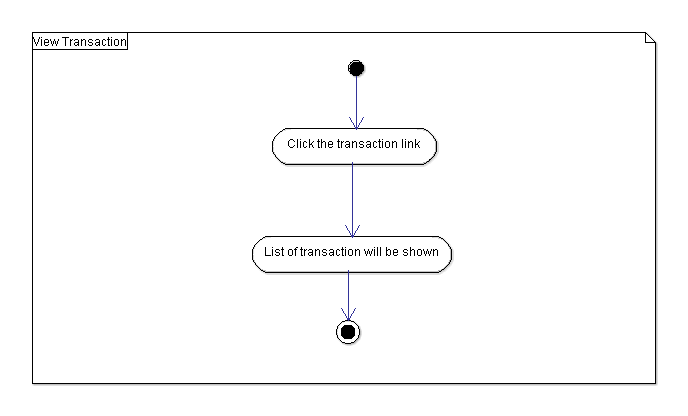 View Transaction
Click the transaction link
List of transaction will be shown